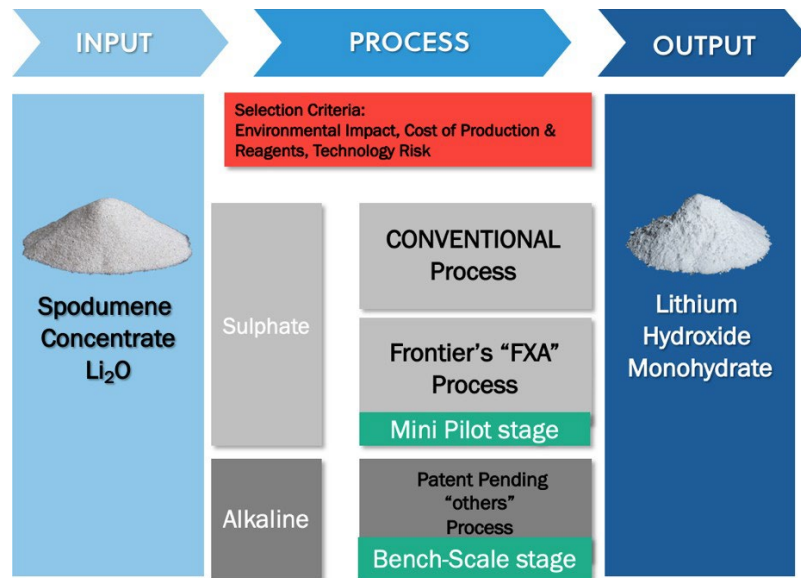 INPUT
PROCESS
OUTPUT
Selection Criteria:
Environmental Impact, Cost of Production &
Reagents, Technology Risk
Spodumene
Concentrate
Li₂O
Sulphate
CONVENTIONAL
Process
Frontier's “FXA”
Process
Mini Pilot stage
Alkaline
Patent Pending
“others”
Process
Bench-Scale stage
Lithium
Hydroxide
Monohydrate